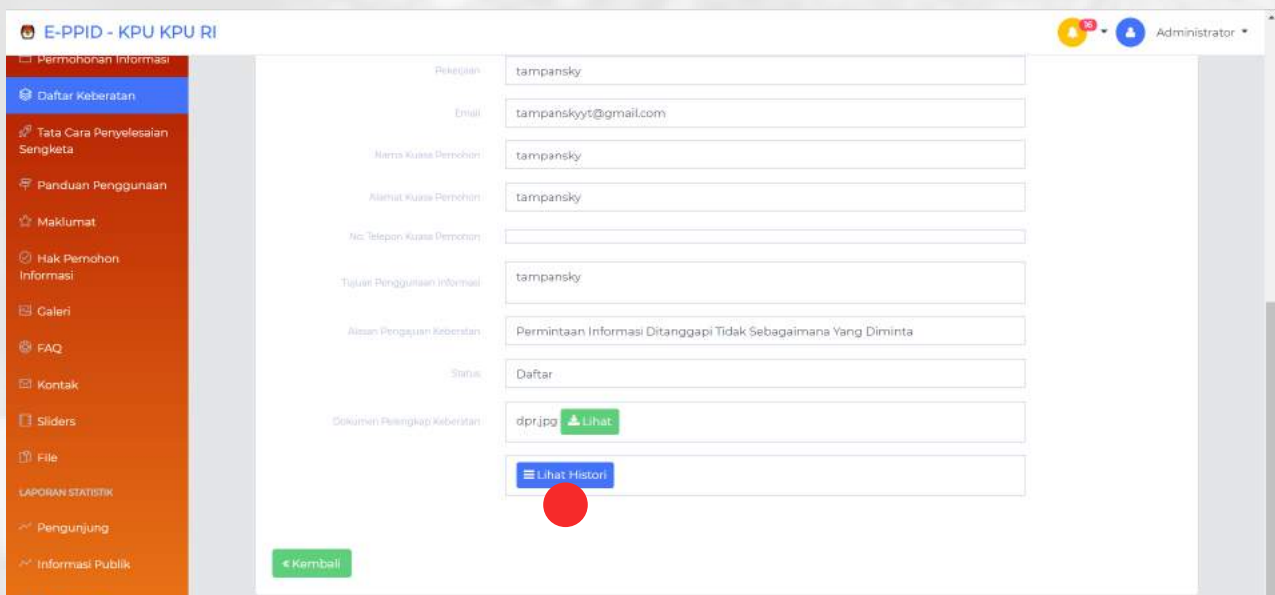 E-PPID - KPU KPU RI
16
Administrator
Permohonan Informasi
Daftar Keberatan
Tata Cara Penyelesaian
Sengketa
Panduan Penggunaan
Maklumat
Hak Pemohon
Informasi
Galeri
FAQ
Kontak
Sliders
File
LAPORAN STATISTIK
Pengunjung
Informasi Publik
Pekerjaan tampansky
Email tampanskyyt@gmail.com
Nama Kuasa Pemohon tampansky
Alamat Kuasa Pemohon tampansky
No. Telepon Kuasa Pemohon
Tujuan Penggunaan Informasi tampansky
Alasan Pengajuan Keberatan Permintaan Informasi Ditanggapi Tidak Sebagaimana Yang Diminta
Status Daftar
Dokumen Pelengkap Keberatan dpr.jpg Lihat
Lihat Histori
Kembali